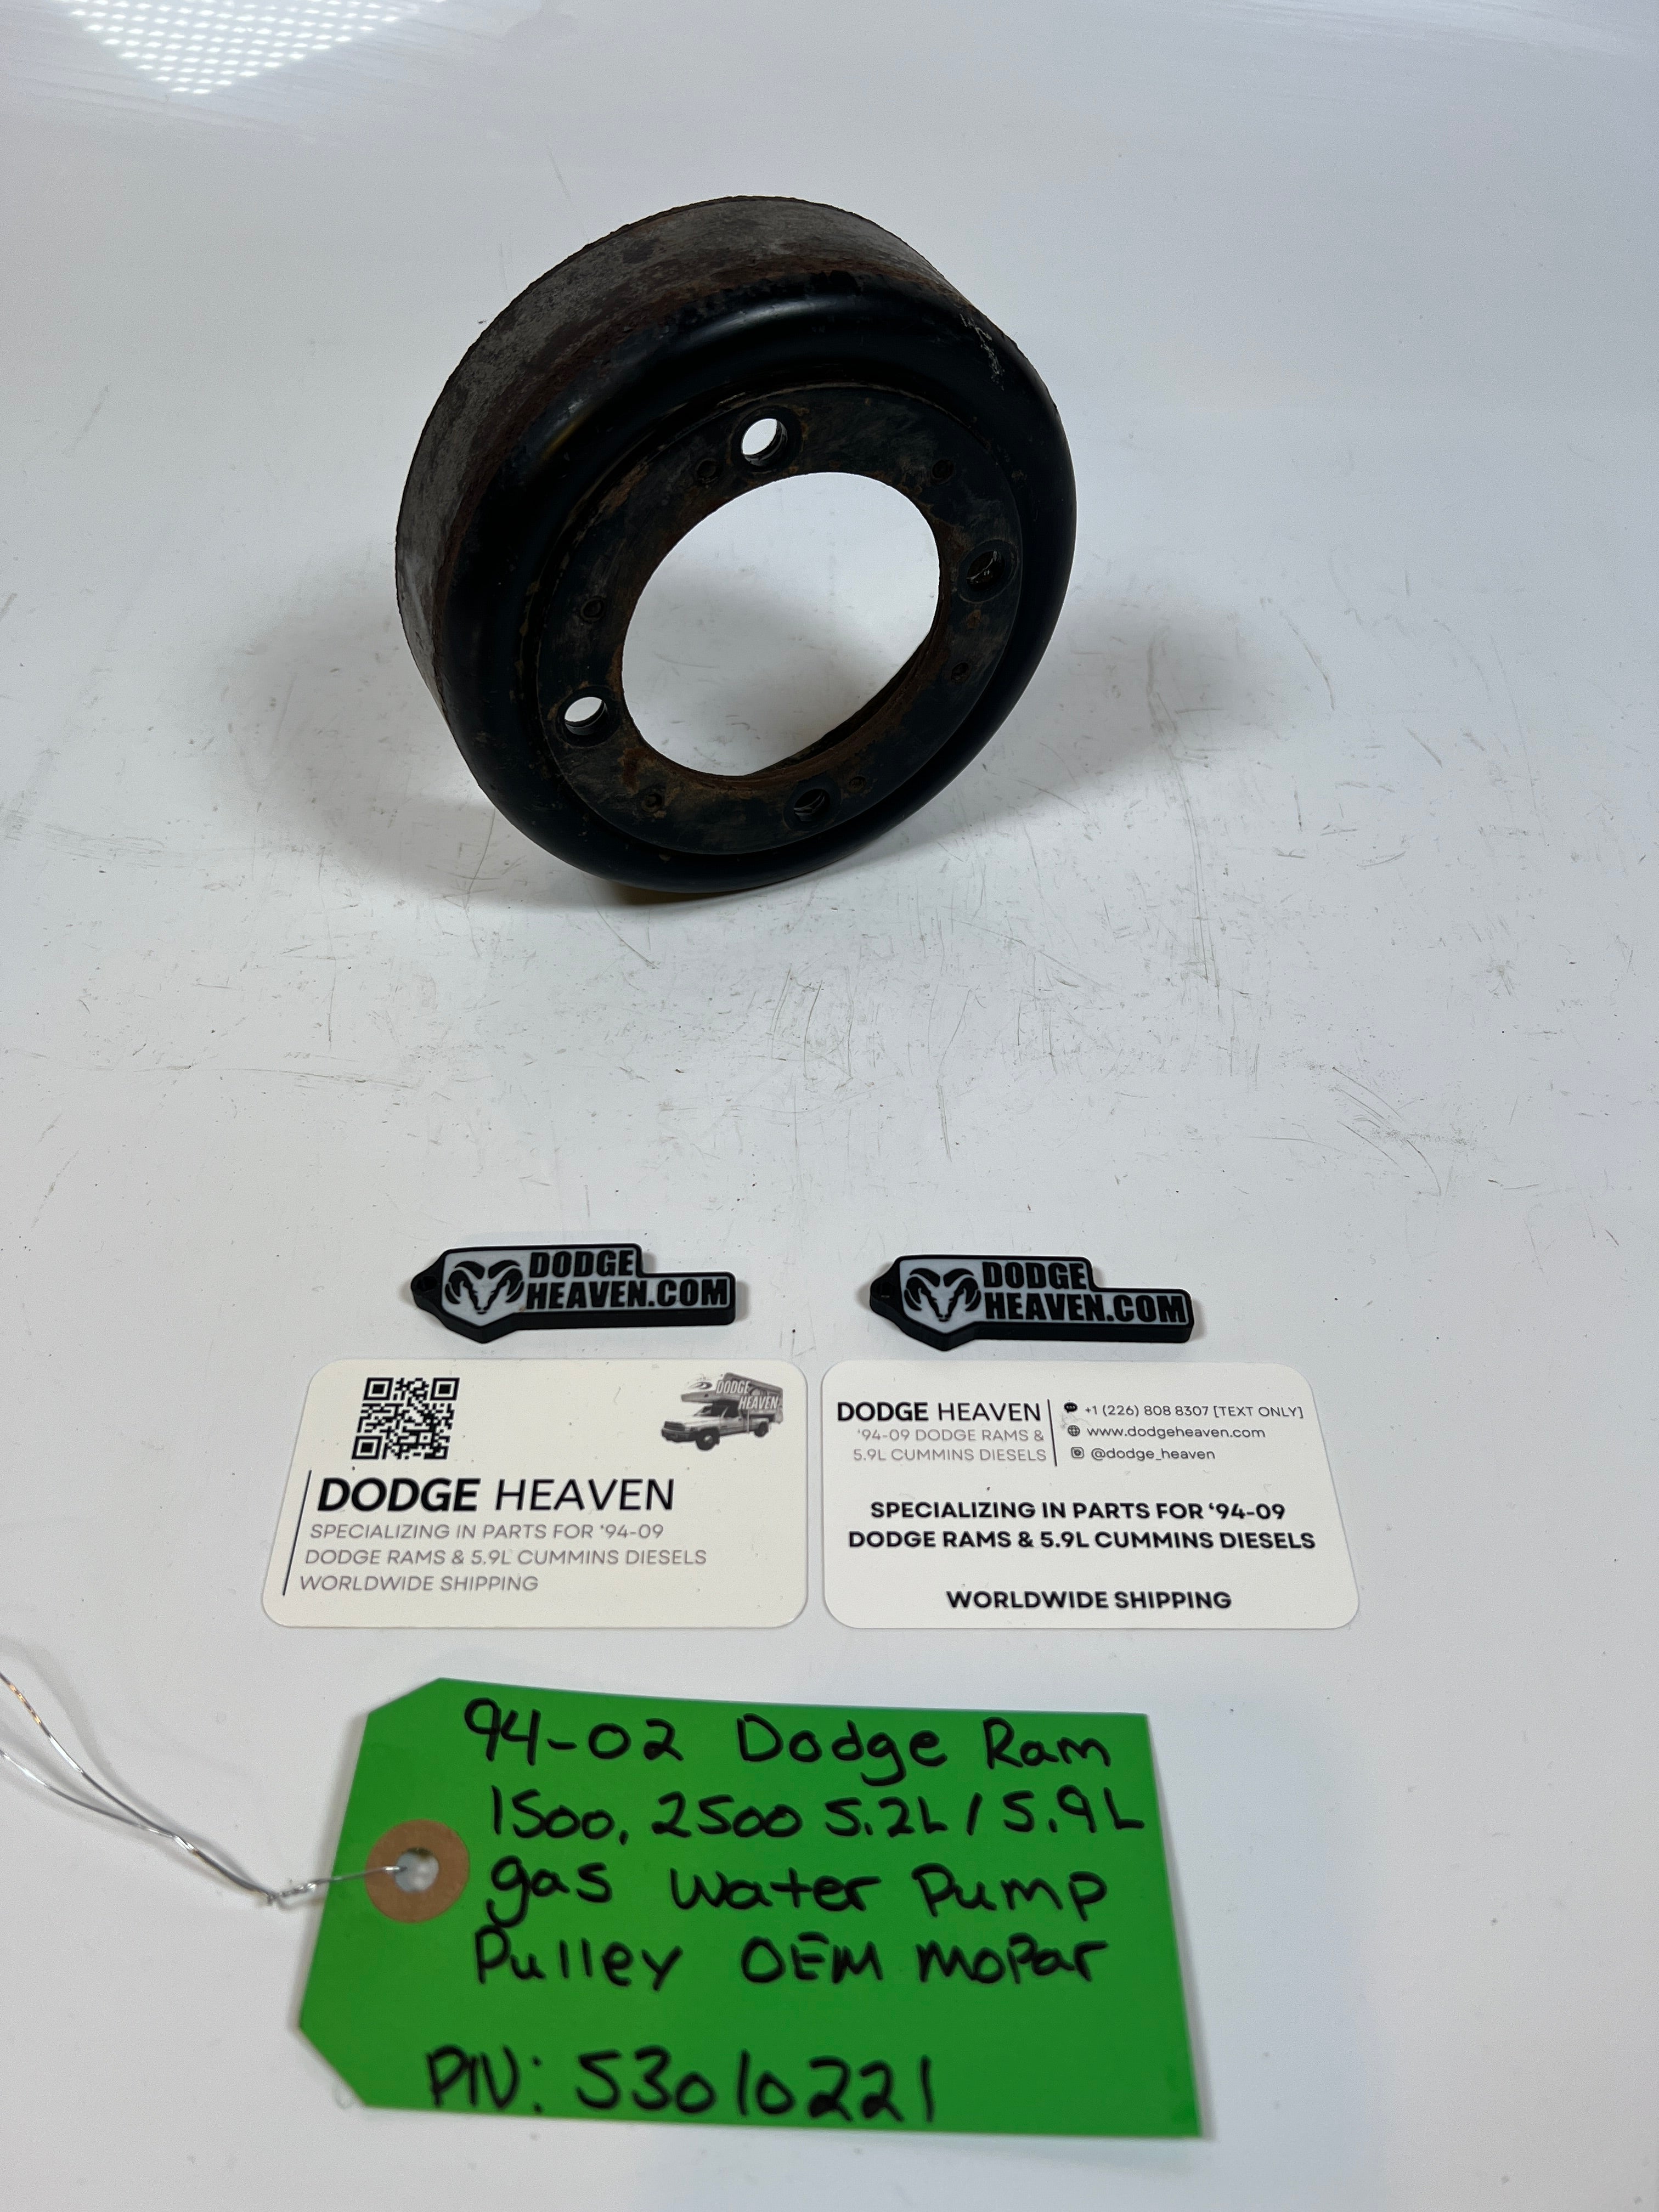 DODGE
HEAVEN.COM
DODGE
HEAVEN.COM
DODGE
HEAVEN
DODGE HEAVEN
SPECIALIZING IN PARTS FOR '94-09
DODGE RAMS & 5.9L CUMMINS DIESELS
WORLDWIDE SHIPPING
DODGE HEAVEN
'94-09 DODGE RAMS &
5.9L CUMMINS DIESELS
+1 (226) 808 8307 [TEXT ONLY]
www.dodgeheaven.com
@dodge_heaven
SPECIALIZING IN PARTS FOR ‘94-09
DODGE RAMS & 5.9L CUMMINS DIESELS
WORLDWIDE SHIPPING
94-02 Dodge Ram
1500, 2500 5.2L / 5.9L
gas water Pump
Pulley OEM moPar
P/N: 53010221